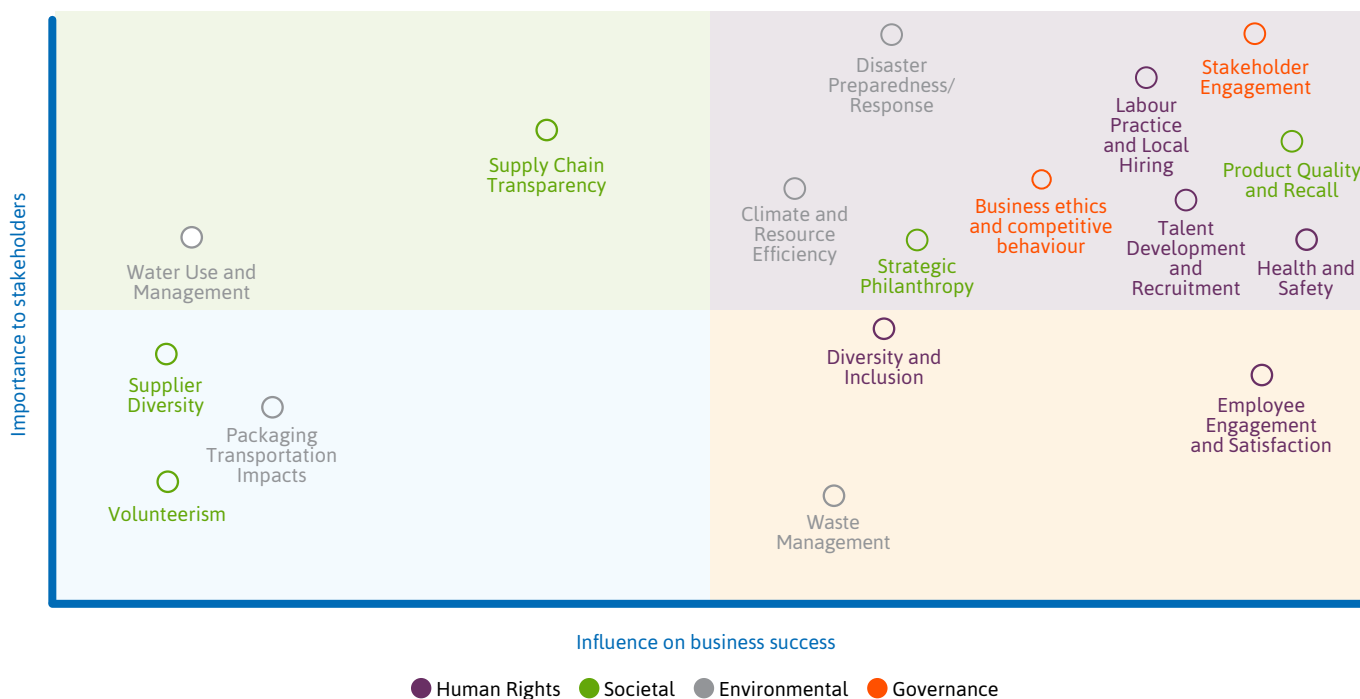 Importance to stakeholders
Disaster
Preparedness/
Response
Stakeholder
Engagement
Labour
Practice
and Local
Hiring
Supply Chain
Transparency
Product Quality
and Recall
Climate and
Resource
Efficiency
Business ethics
and competitive
behaviour
Talent
Development
and
Recruitment
Strategic
Philanthropy
Health and
Safety
Water Use and
Management
Diversity and
Inclusion
Supplier
Diversity
Employee
Engagement
and Satisfaction
Packaging
Transportation
Impacts
Volunteerism
Waste
Management
Influence on business success
Human Rights
Societal
Environmental
Governance